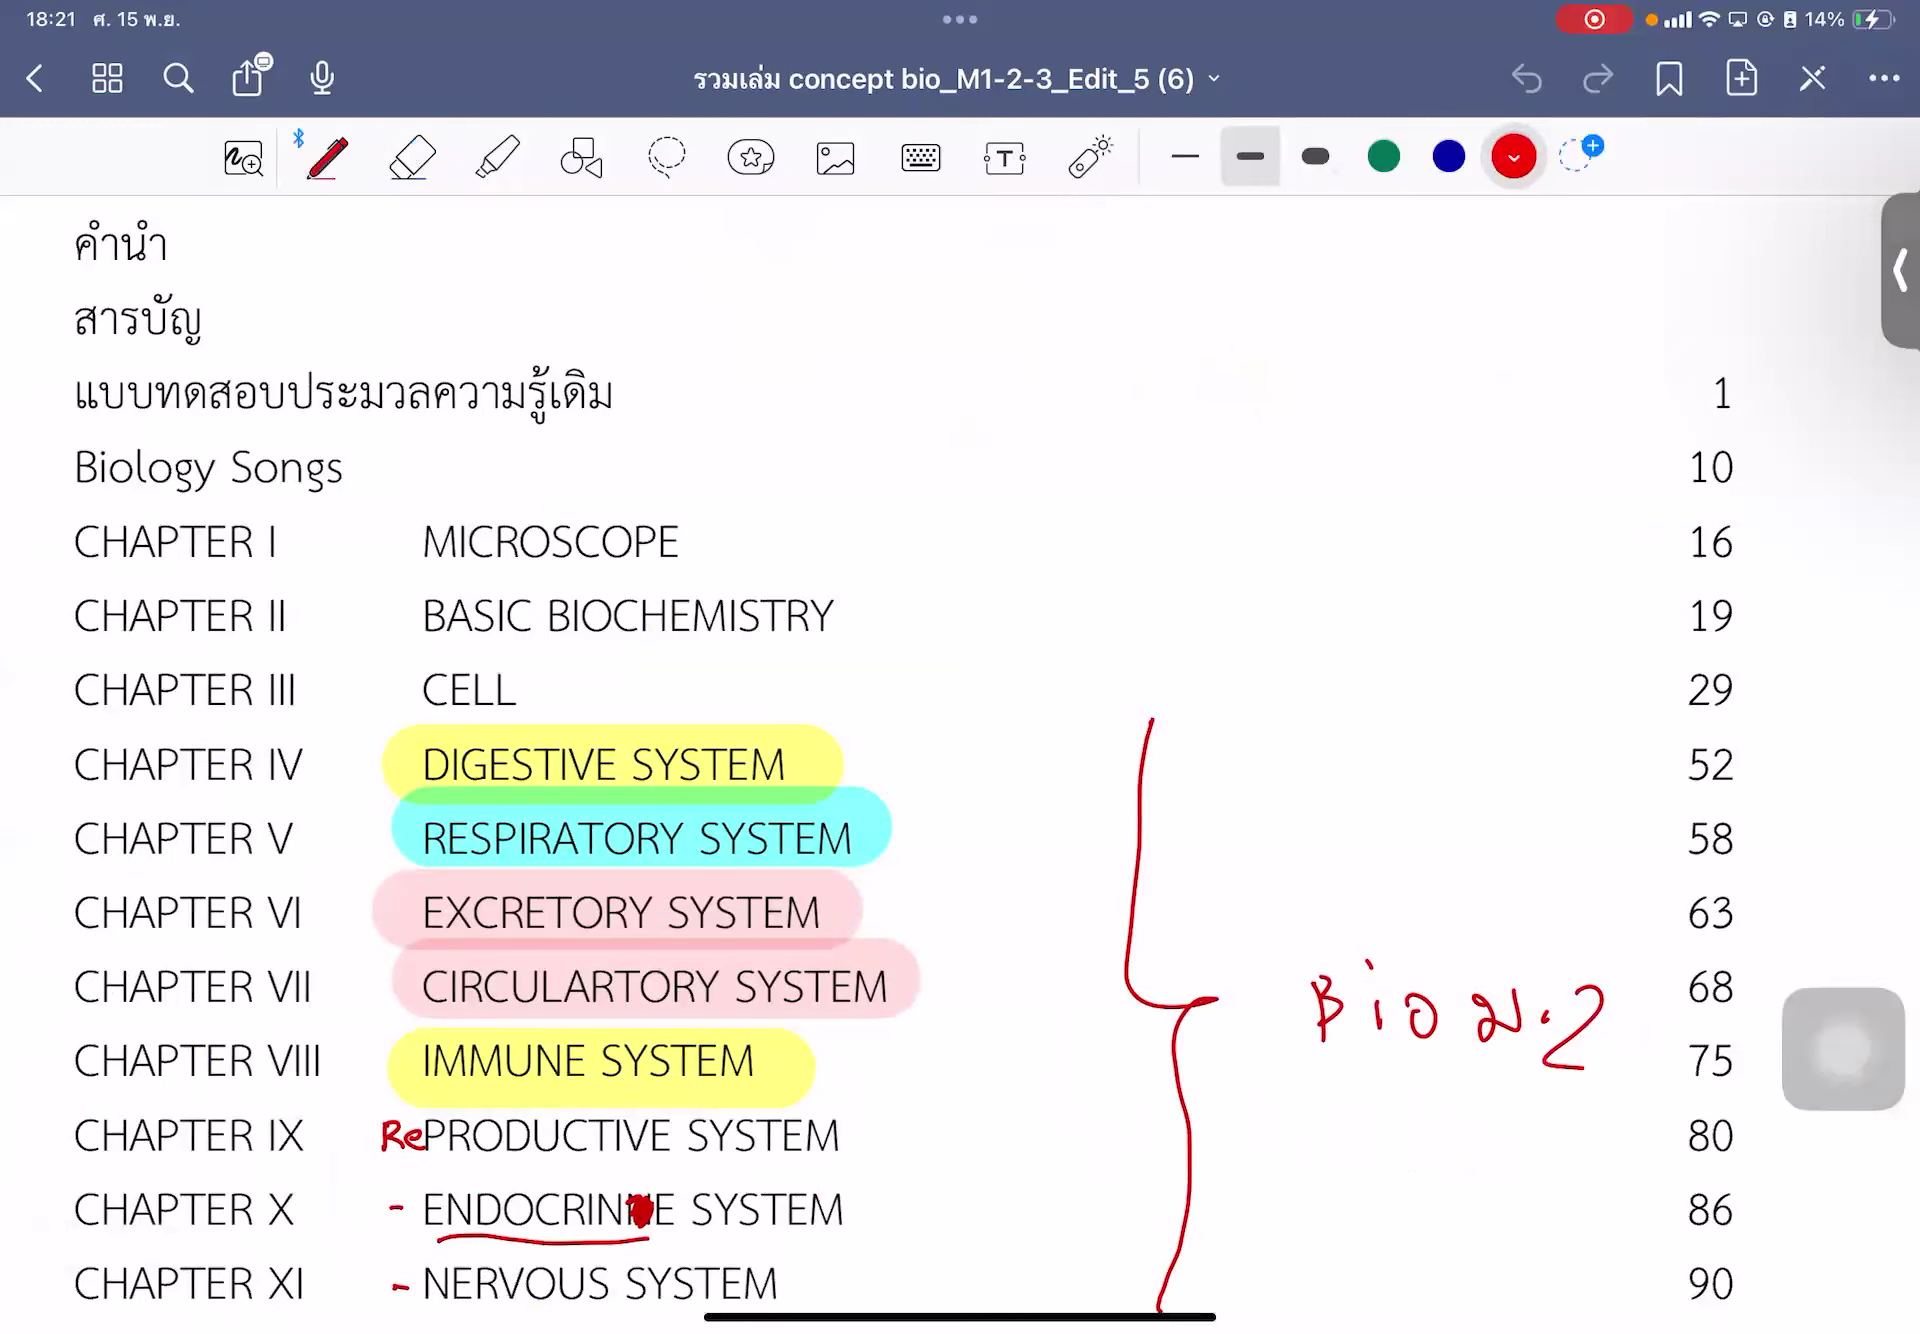 18:21 ศ. 15 พ.ย. 14%
รวมเล่ม concept bio_M1-2-3_Edit_5 (6)
คำนำ
สารบัญ
แบบทดสอบประมวลความรู้เดิม 1
Biology Songs 10
CHAPTER I MICROSCOPE 16
CHAPTER II BASIC BIOCHEMISTRY 19
CHAPTER III CELL 29
CHAPTER IV DIGESTIVE SYSTEM 52
CHAPTER V RESPIRATORY SYSTEM 58
CHAPTER VI EXCRETORY SYSTEM 63
CHAPTER VII CIRCULARTORY SYSTEM 68
Bio ม.2
CHAPTER VIII IMMUNE SYSTEM 75
CHAPTER IX RePRODUCTIVE SYSTEM 80
CHAPTER X - ENDOCRINE SYSTEM 86
CHAPTER XI - NERVOUS SYSTEM 90